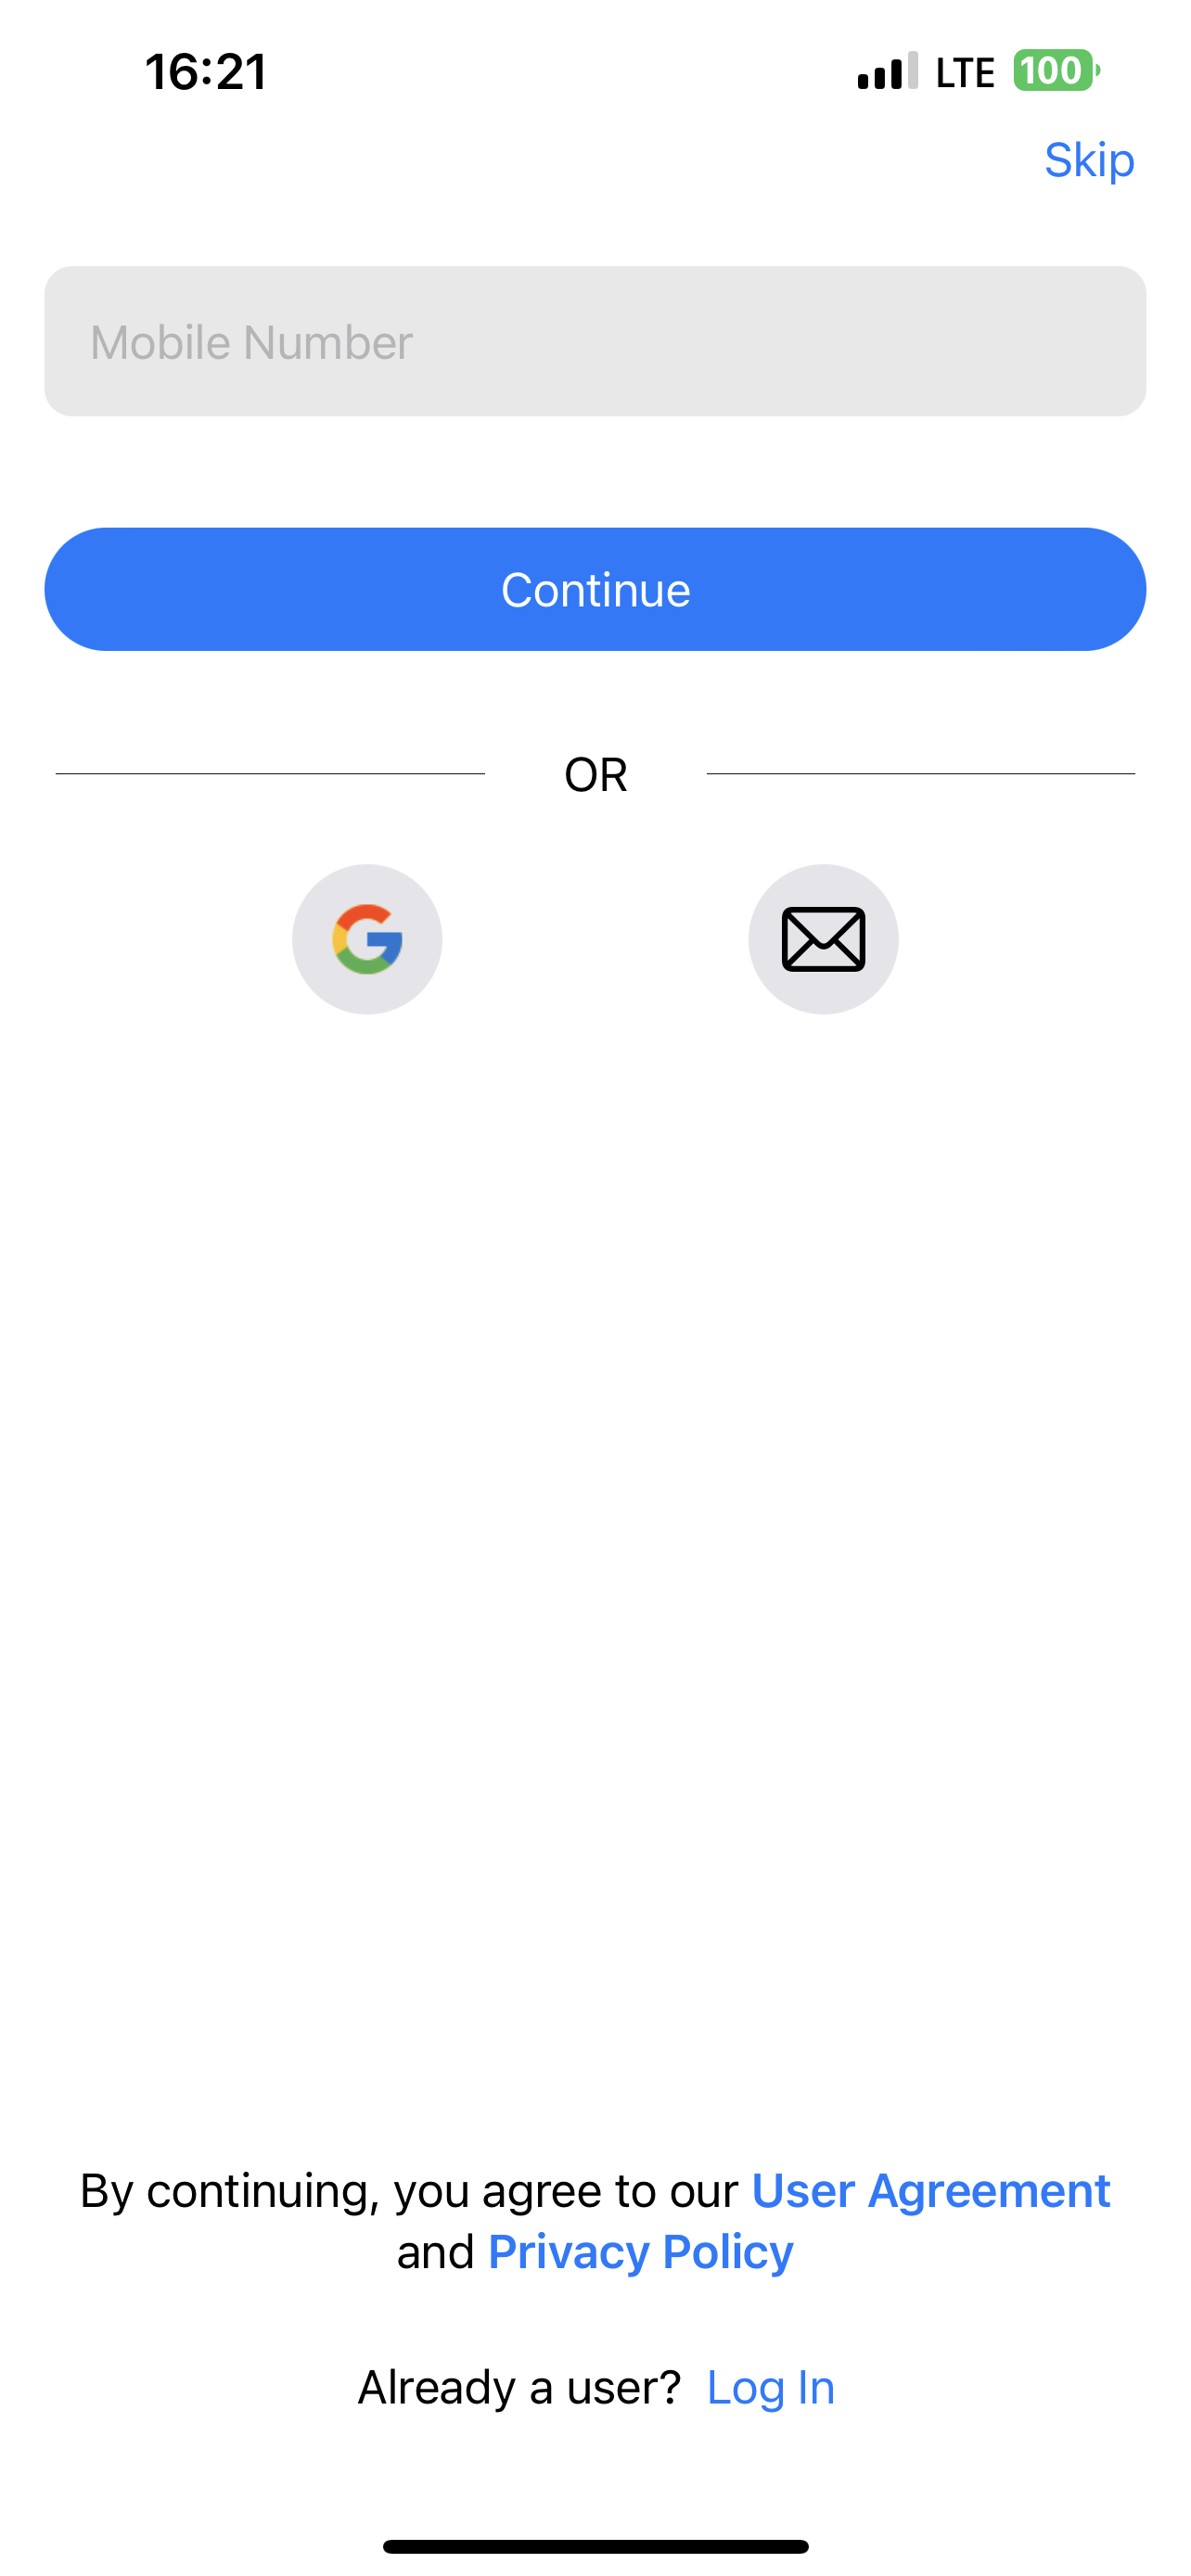 16:21 LTE 100
Skip
Mobile Number
Continue
OR
By continuing, you agree to our User Agreement
and Privacy Policy
Already a user? Log In